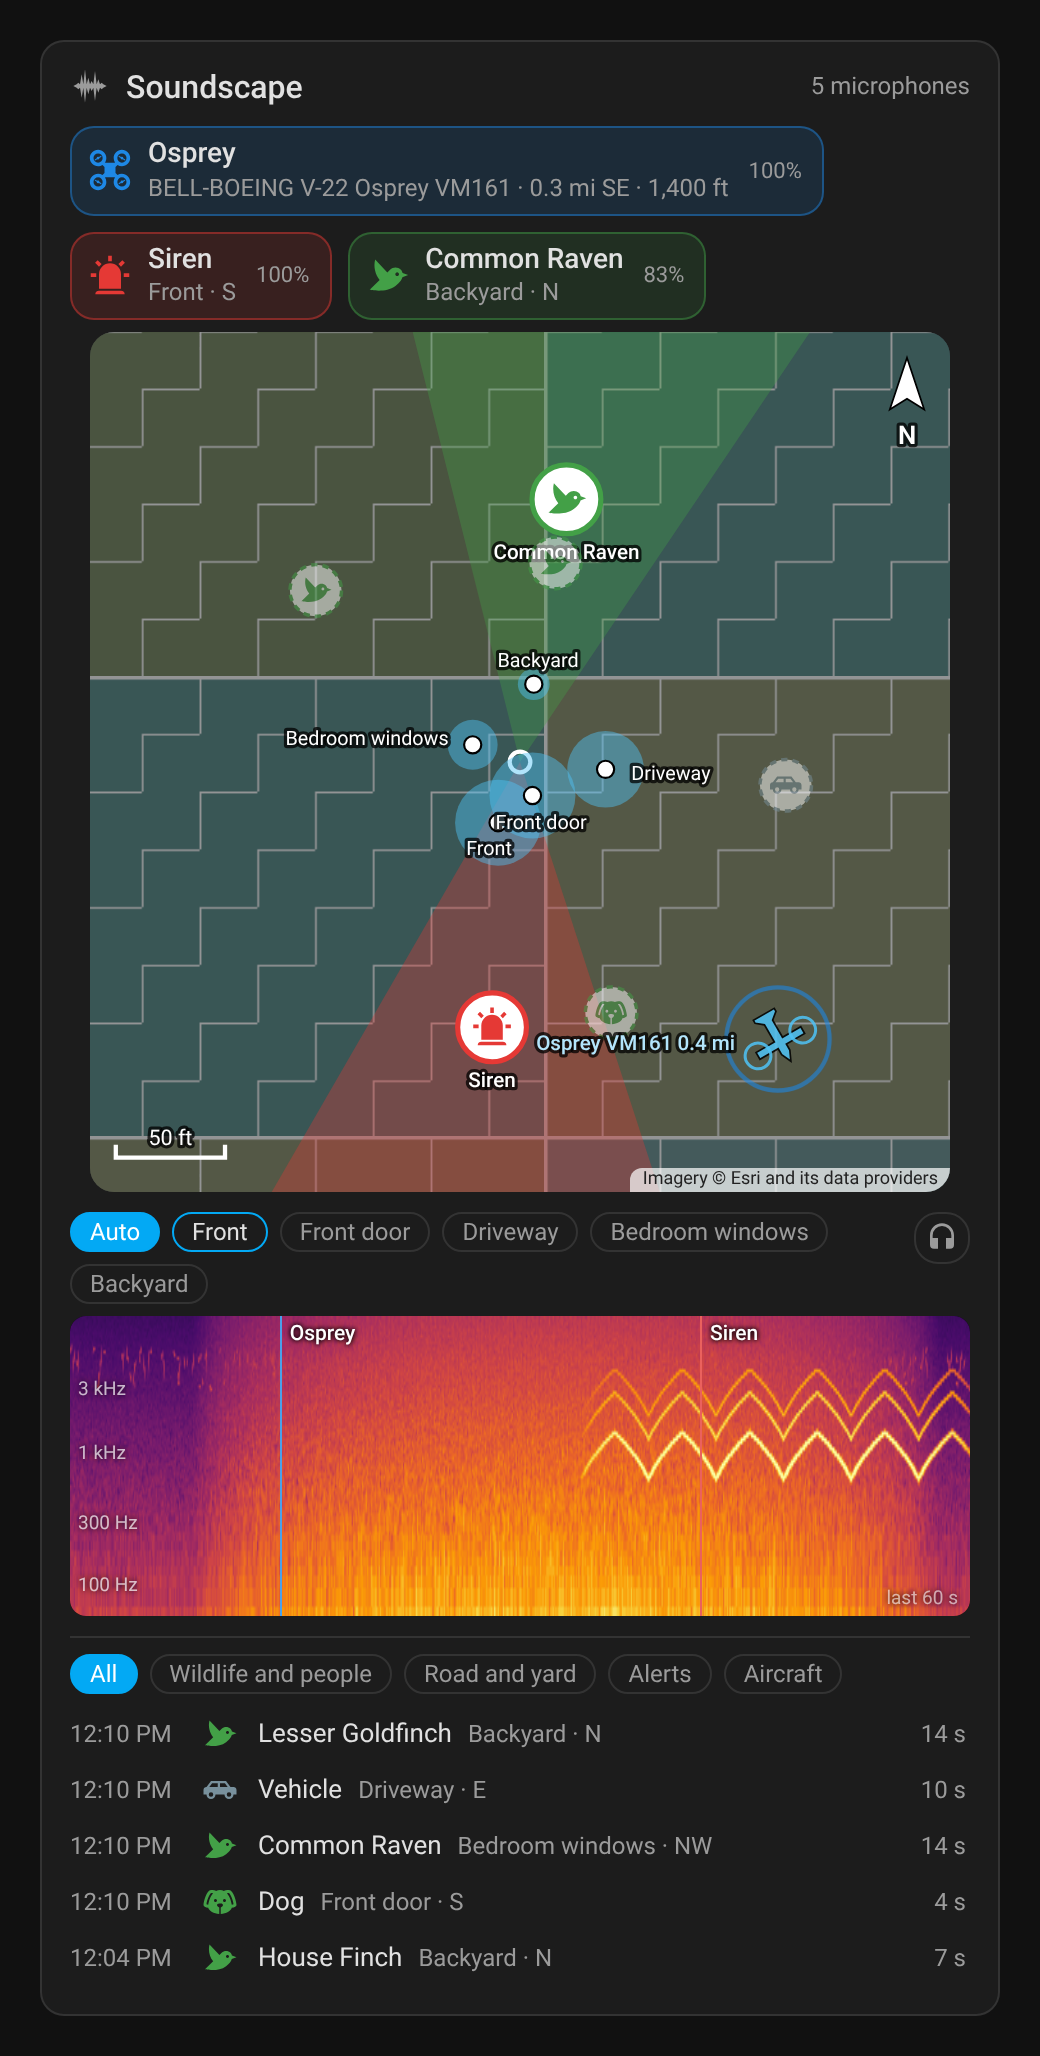 Soundscape
5 microphones
Osprey
BELL-BOEING V-22 Osprey VM161 · 0.3 mi SE · 1,400 ft
100%
Siren
Front · S
100%
Common Raven
Backyard · N
83%
N
Common Raven
Backyard
Bedroom windows
Driveway
Front door
Front
Osprey VM161 0.4 mi
Siren
50 ft
Imagery © Esri and its data providers
Auto
Front
Front door
Driveway
Bedroom windows
Backyard
Osprey
Siren
3 kHz
1 kHz
300 Hz
100 Hz
last 60 s
All
Wildlife and people
Road and yard
Alerts
Aircraft
12:10 PM Lesser Goldfinch Backyard · N 14 s
12:10 PM Vehicle Driveway · E 10 s
12:10 PM Common Raven Bedroom windows · NW 14 s
12:10 PM Dog Front door · S 4 s
12:04 PM House Finch Backyard · N 7 s